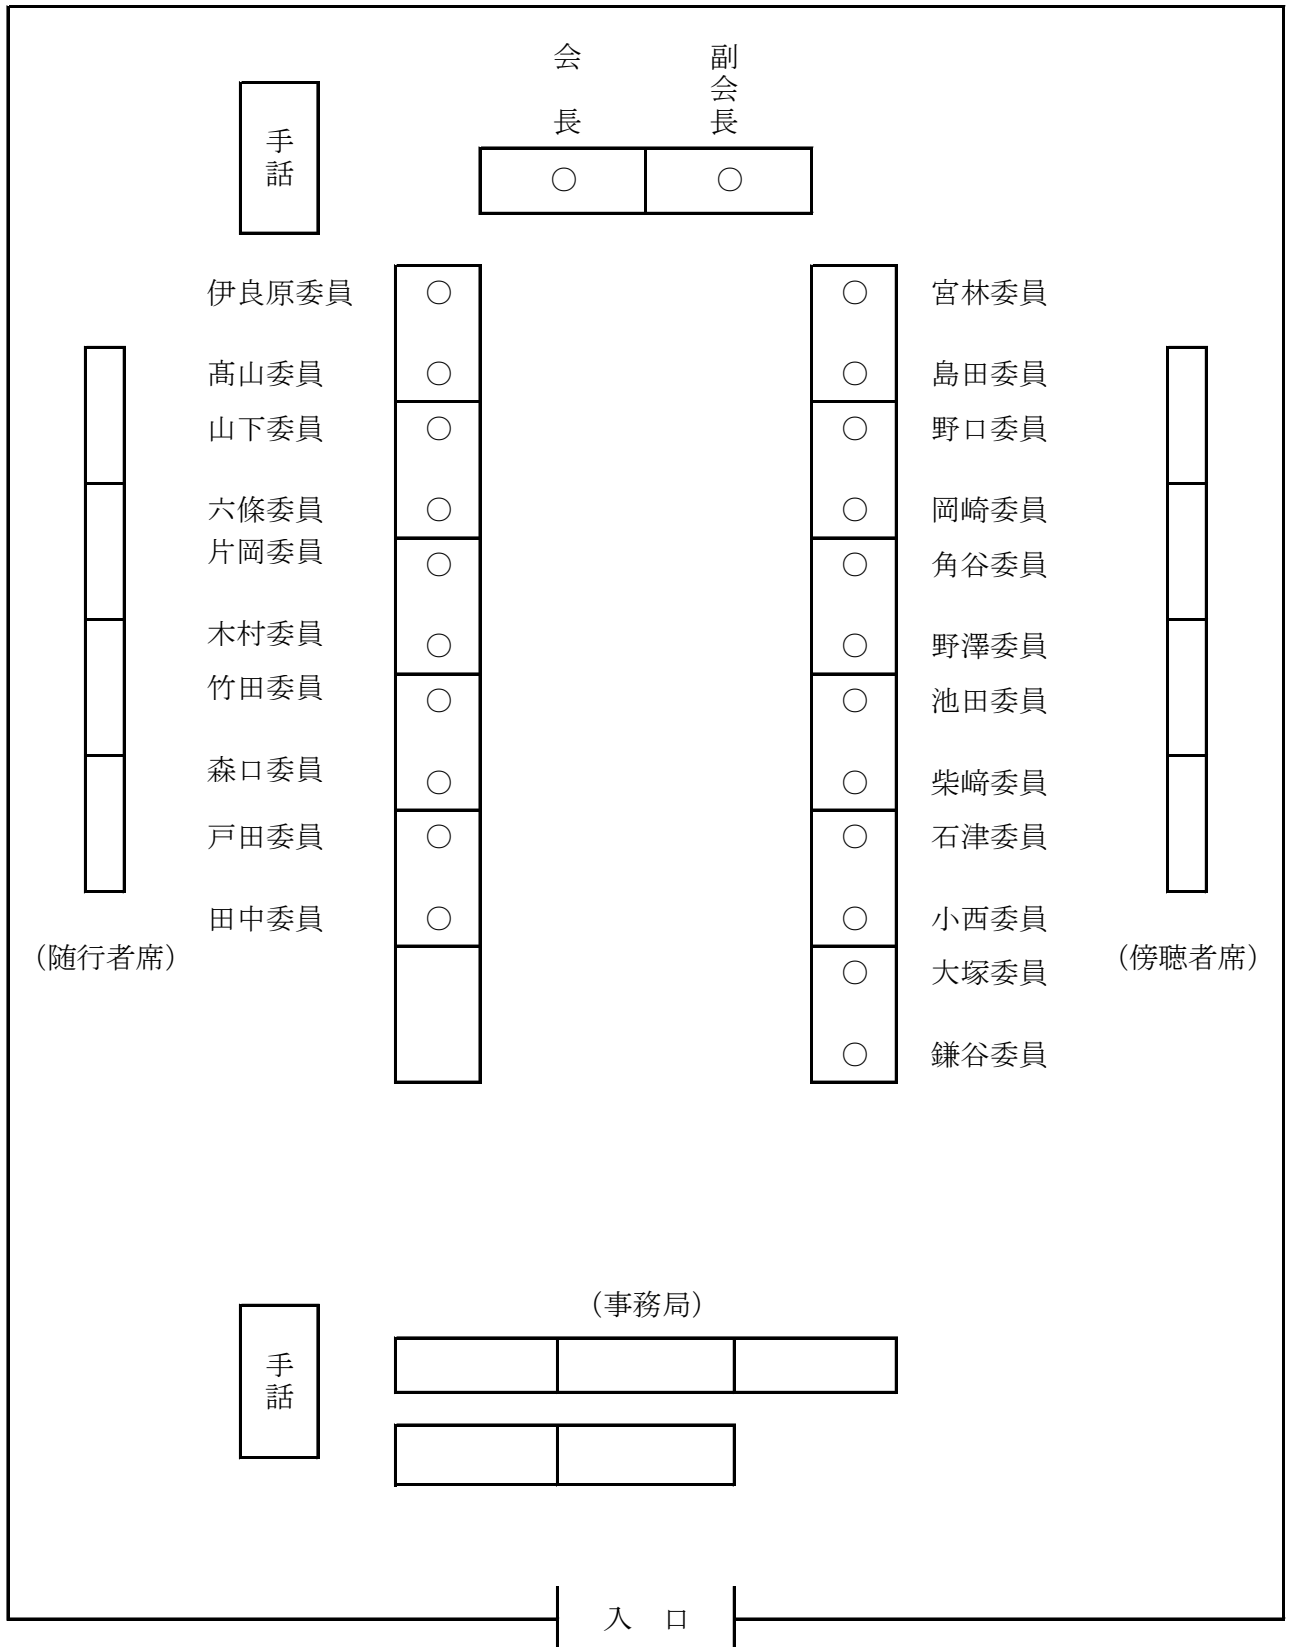 会長
副会長
手話
○ ○
伊良原委員 ○ ○ 宮林委員
髙山委員 ○ ○ 島田委員
山下委員 ○ ○ 野口委員
六條委員 ○ ○ 岡崎委員
片岡委員 ○ ○ 角谷委員
木村委員 ○ ○ 野澤委員
竹田委員 ○ ○ 池田委員
森口委員 ○ ○ 柴﨑委員
戸田委員 ○ ○ 石津委員
田中委員 ○ ○ 小西委員
(随行者席)
(傍聴者席)
○ 大塚委員
○ 鎌谷委員
(事務局)
手話
入口